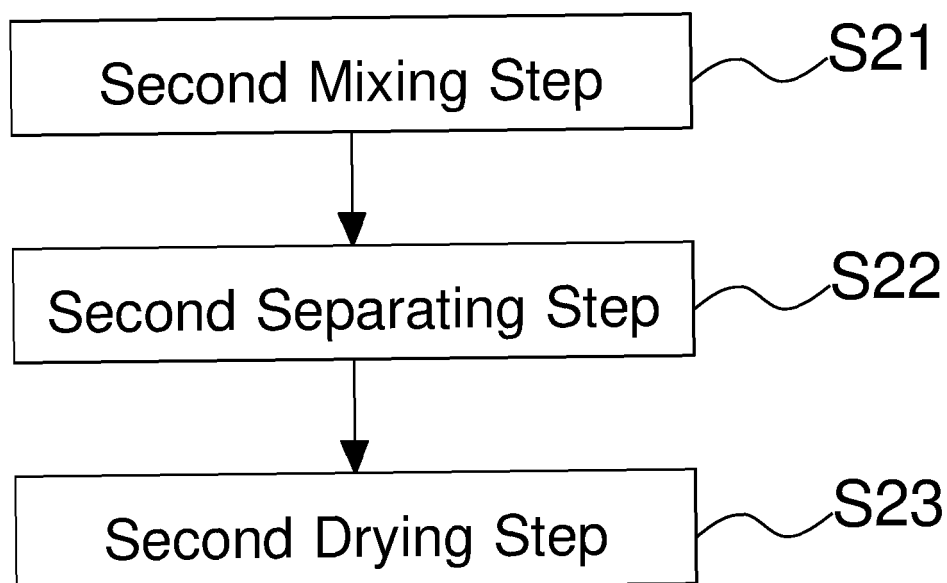 Second Mixing Step
S21
Second Separating Step
S22
Second Drying Step
S23